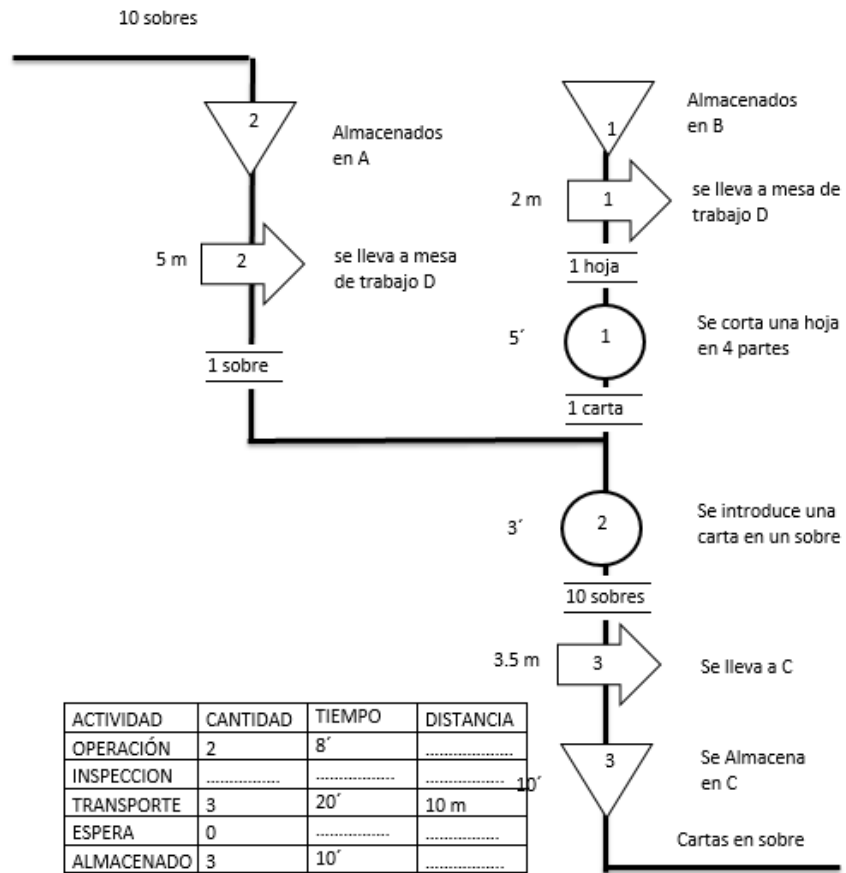 10 sobres
2
Almacenados
en A
5 m
2
se lleva a mesa
de trabajo D
1 sobre
1
Almacenados
en B
2 m
1
se lleva a mesa de
trabajo D
1 hoja
5´
1
Se corta una hoja
en 4 partes
1 carta
3´
2
Se introduce una
carta en un sobre
10 sobres
3.5 m
3
Se lleva a C
10´
3
Se Almacena
en C
Cartas en sobre
ACTIVIDAD CANTIDAD TIEMPO DISTANCIA
OPERACIÓN 2 8´ ...................
INSPECCION ................ ................. .................
TRANSPORTE 3 20´ 10 m
ESPERA 0 ................ ................
ALMACENADO 3 10´ .................